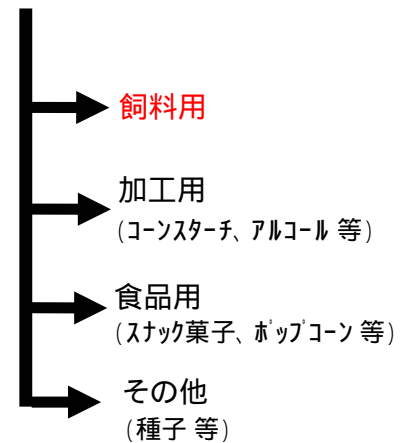 飼料用
加工用
(ｺｰﾝｽﾀｰﾁ、ｱﾙｺｰﾙ 等)
食品用
(ｽﾅｯｸ菓子、ﾎﾟｯﾌﾟｺｰﾝ 等)
その他
(種子 等)